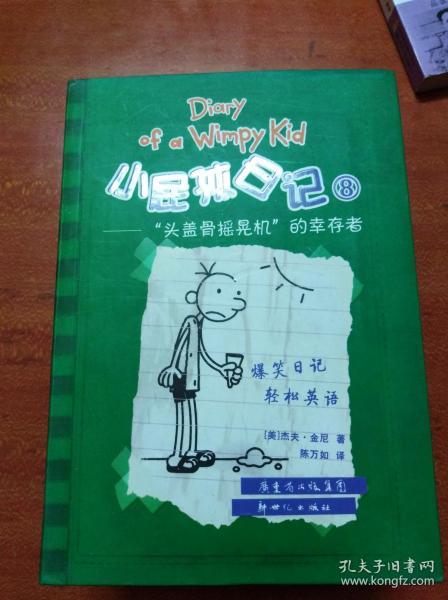 Diary
of a Wimpy Kid
小屁孩日记⑧
——“头盖骨摇晃机”的幸存者
爆笑日记
轻松英语
[美]杰夫·金尼 著
陈万如 译
广东省出版集团
新世纪出版社
孔夫子旧书网
www.kongfz.com